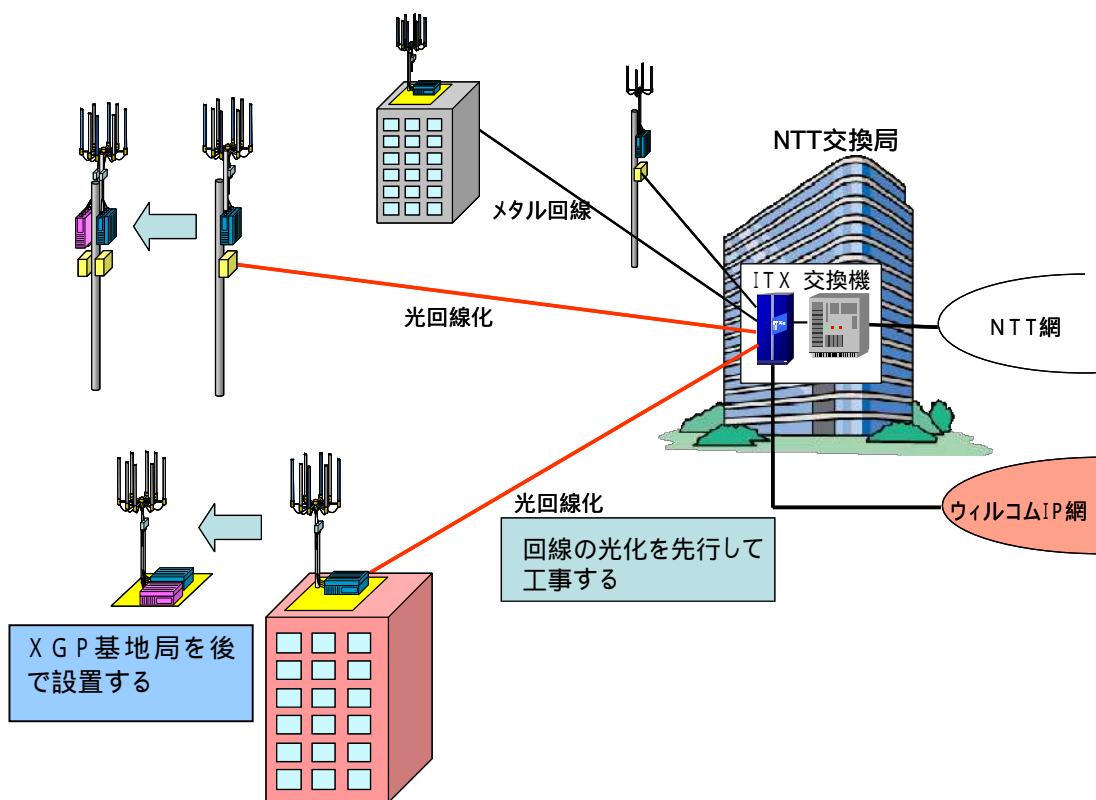 NTT交換局
メタル回線
ITX 交換機
光回線化
NTT網
光回線化
ウィルコムIP網
回線の光化を先行して
工事する
XGP基地局を後
で設置する